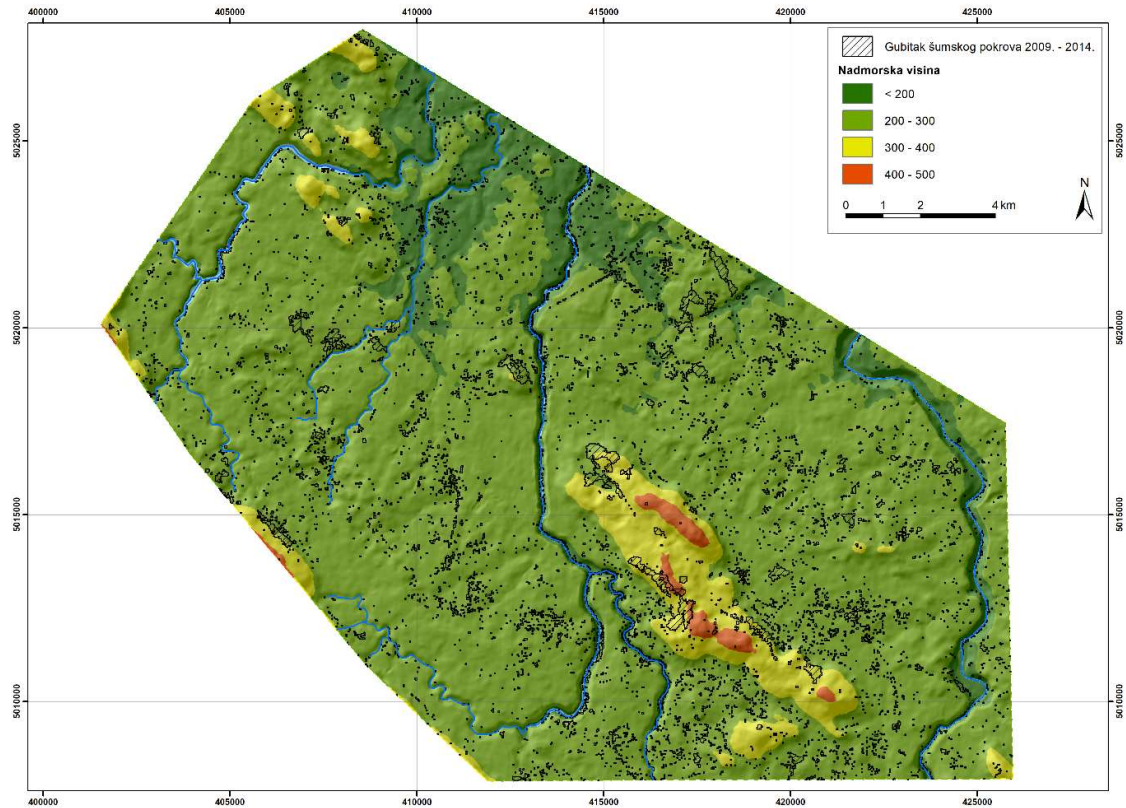 400000 405000 410000 415000 420000 425000
Gubitak šumskog pokrova 2009. - 2014.
Nadmorska visina
< 200
200 - 300
300 - 400
400 - 500
0 1 2 4 km
N
5025000 5025000
5020000 5020000
5015000 5015000
5010000 5010000
400000 405000 410000 415000 420000 425000